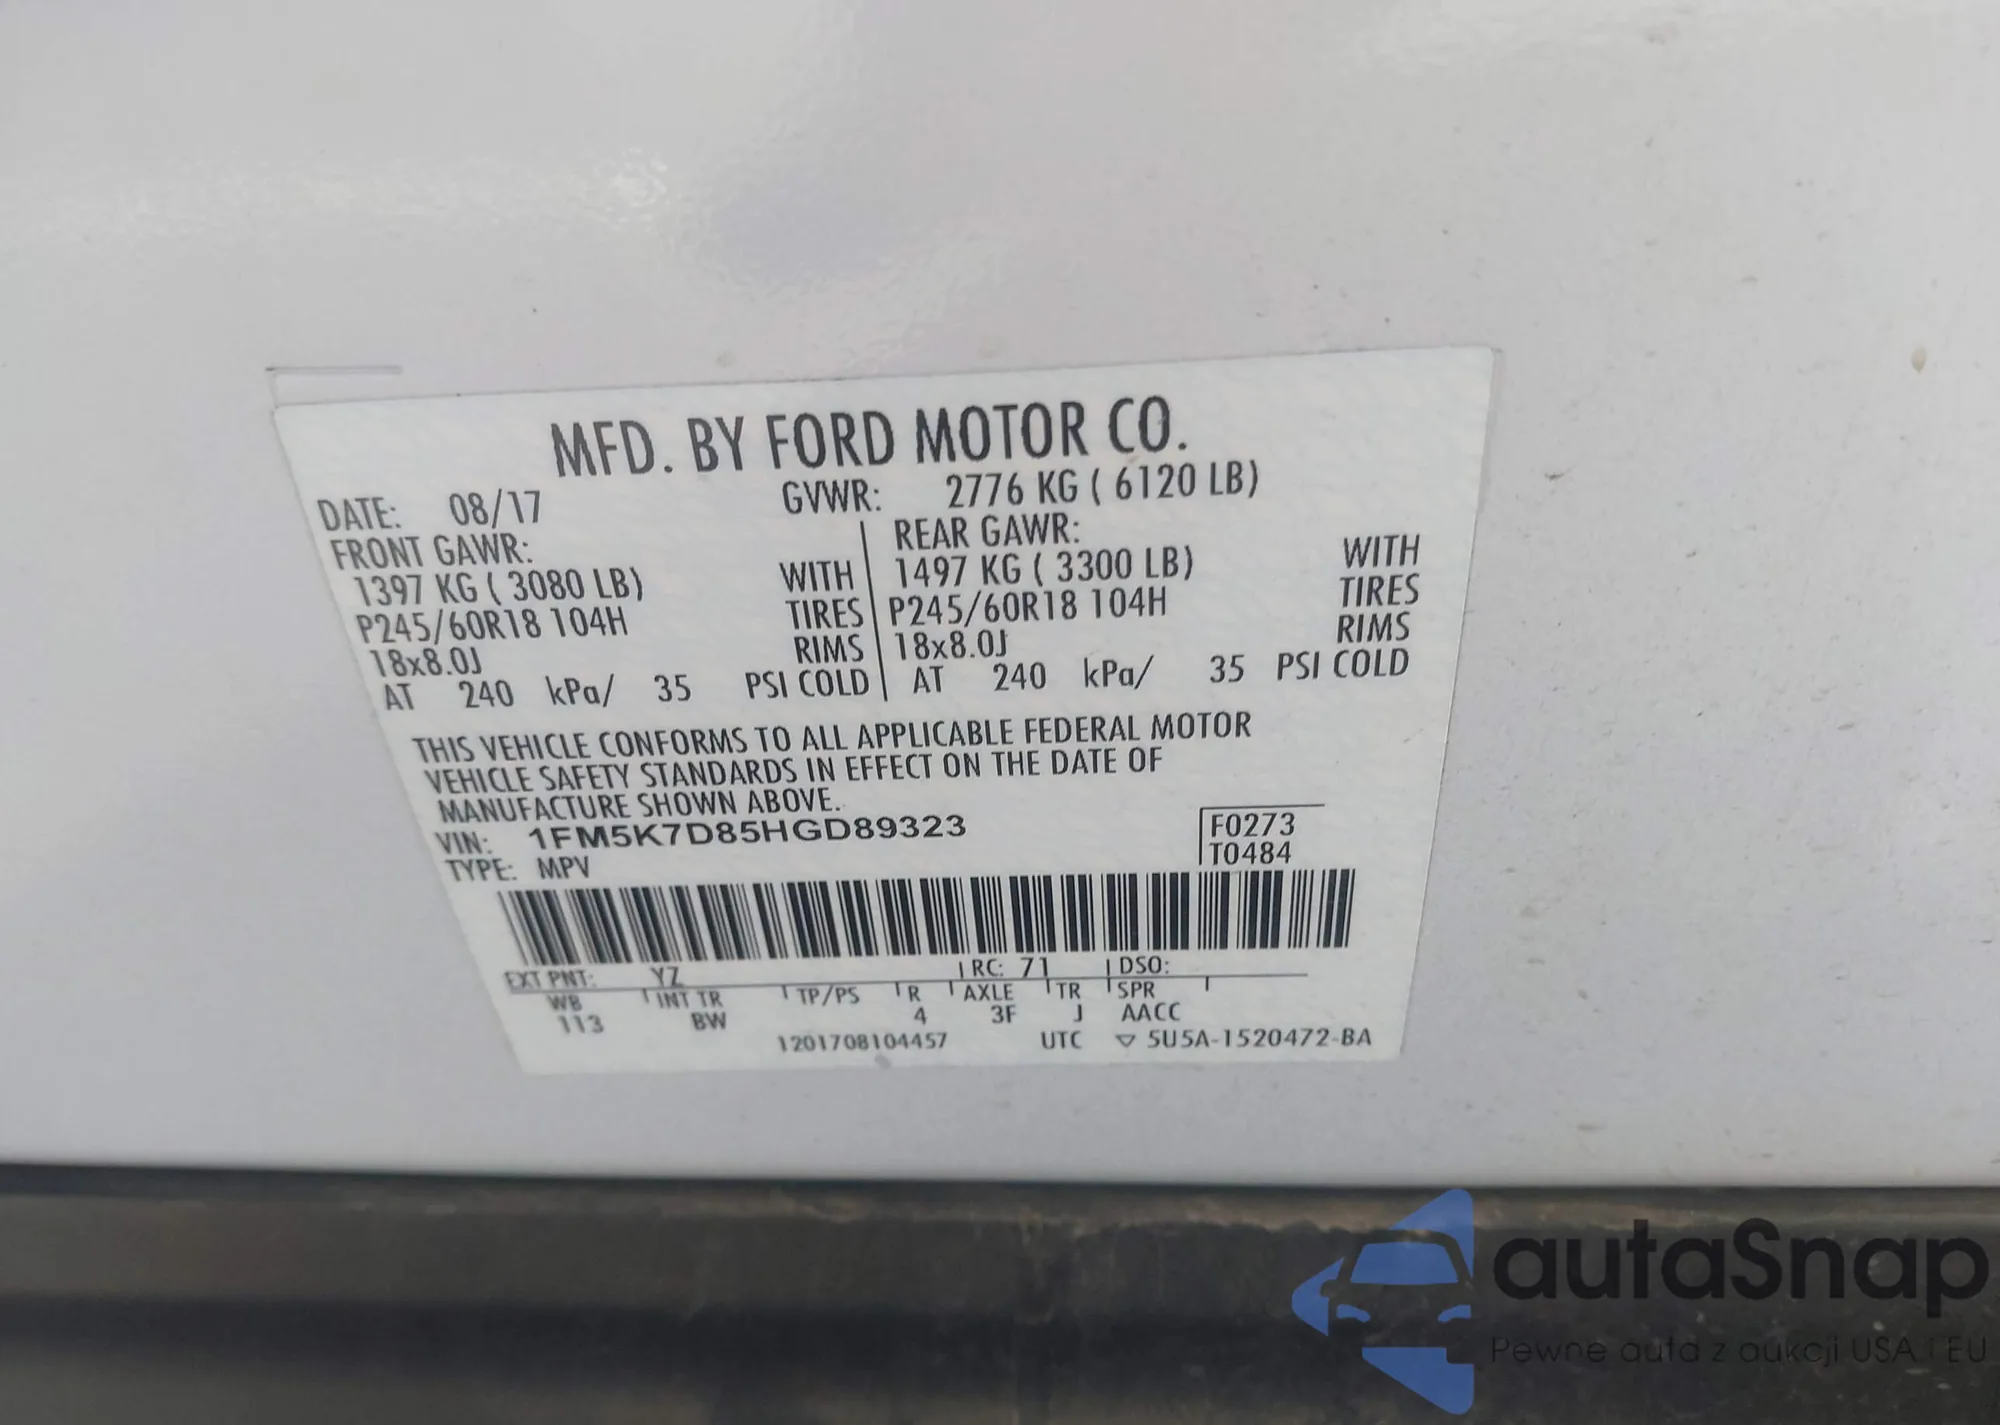 MFD. BY FORD MOTOR CO.
DATE: 08/17 GVWR: 2776 KG ( 6120 LB)
FRONT GAWR: REAR GAWR:
1397 KG ( 3080 LB) WITH 1497 KG ( 3300 LB) WITH
P245/60R18 104H TIRES P245/60R18 104H TIRES
18x8.0J RIMS 18x8.0J RIMS
AT 240 kPa/ 35 PSI COLD AT 240 kPa/ 35 PSI COLD
THIS VEHICLE CONFORMS TO ALL APPLICABLE FEDERAL MOTOR
VEHICLE SAFETY STANDARDS IN EFFECT ON THE DATE OF
MANUFACTURE SHOWN ABOVE.
VIN: 1FM5K7D85HGD89323 F0273
TYPE: MPV T0484
EXT PNT: YZ RC: 71 DSO:
WB INT TR TP/PS R AXLE TR SPR
113 BW 4 3F J AACC
1201708104457 UTC ▽ 5U5A-1520472-BA
autaSnap
Pewne auta z aukcji USA i EU